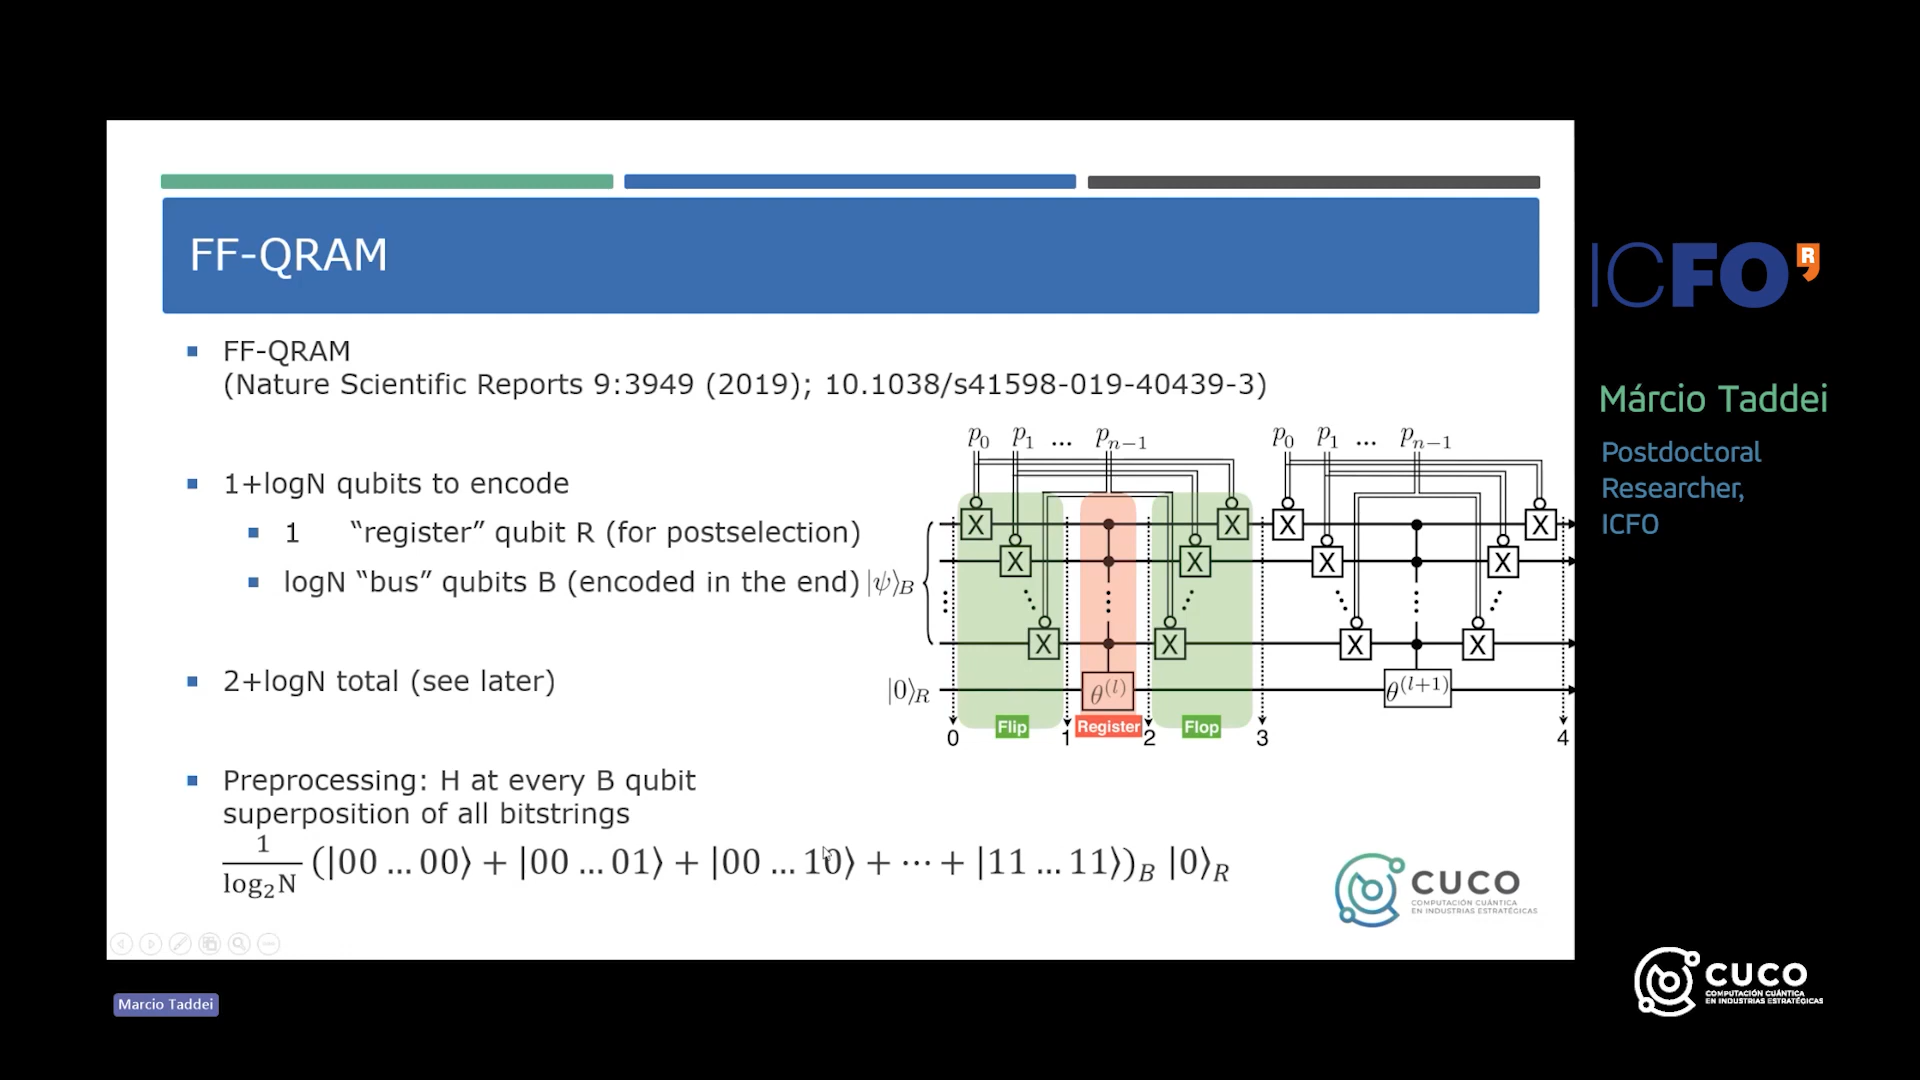 FF-QRAM
FF-QRAM
(Nature Scientific Reports 9:3949 (2019); 10.1038/s41598-019-40439-3)
1+logN qubits to encode
1 “register” qubit R (for postselection)
logN “bus” qubits B (encoded in the end)
2+logN total (see later)
Preprocessing: H at every B qubit
superposition of all bitstrings
1/log₂N (|00 … 00⟩ + |00 … 01⟩ + |00 … 10⟩ + ⋯ + |11 … 11⟩)_B |0⟩_R
p₀ p₁ … pₙ₋₁ p₀ p₁ … pₙ₋₁
X X X X
X X X X
|ψ⟩_B
X X X X
|0⟩_R θ^(l) θ^(l+1)
Flip Register Flop
0 1 2 3 4
CUCO
COMPUTACIÓN CUÁNTICA
EN INDUSTRIAS ESTRATÉGICAS
ICFO R
Márcio Taddei
Postdoctoral
Researcher,
ICFO
Marcio Taddei
CUCO
COMPUTACIÓN CUÁNTICA
EN INDUSTRIAS ESTRATÉGICAS